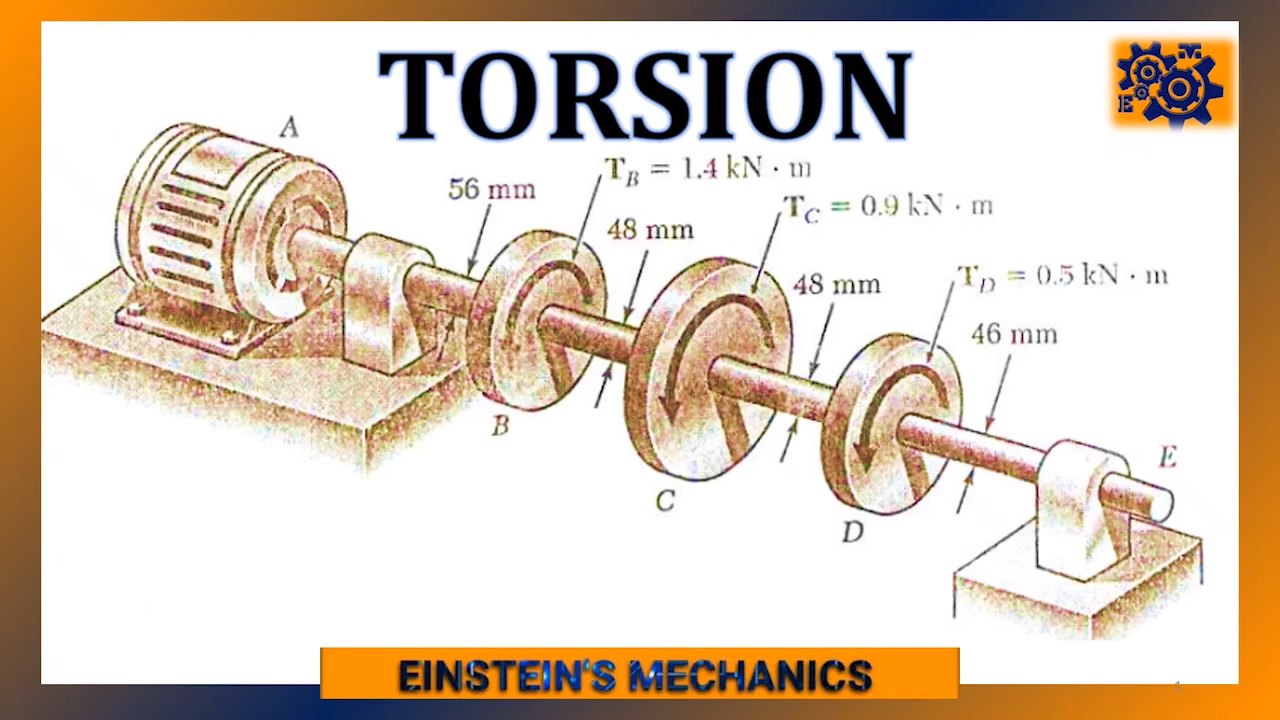 TORSION
M
E
A
T_B = 1.4 kN · m
56 mm
T_C = 0.9 kN · m
48 mm
T_D = 0.5 kN · m
48 mm
46 mm
B
E
C
D
EINSTEIN'S MECHANICS
1